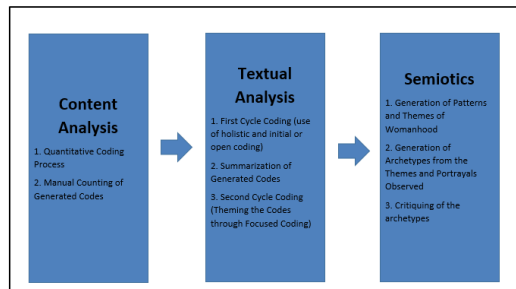 Content
Analysis
1. Quantitative Coding
Process
2. Manual Counting of
Generated Codes
Textual
Analysis
1. First Cycle Coding (use
of holistic and initial or
open coding)
2. Summarization of
Generated Codes
3. Second Cycle Coding
(Theming the Codes
through Focused Coding)
Semiotics
1. Generation of Patterns
and Themes of
Womanhood
2. Generation of
Archetypes from the
Themes and Portrayals
Observed
3. Critiquing of the
archetypes